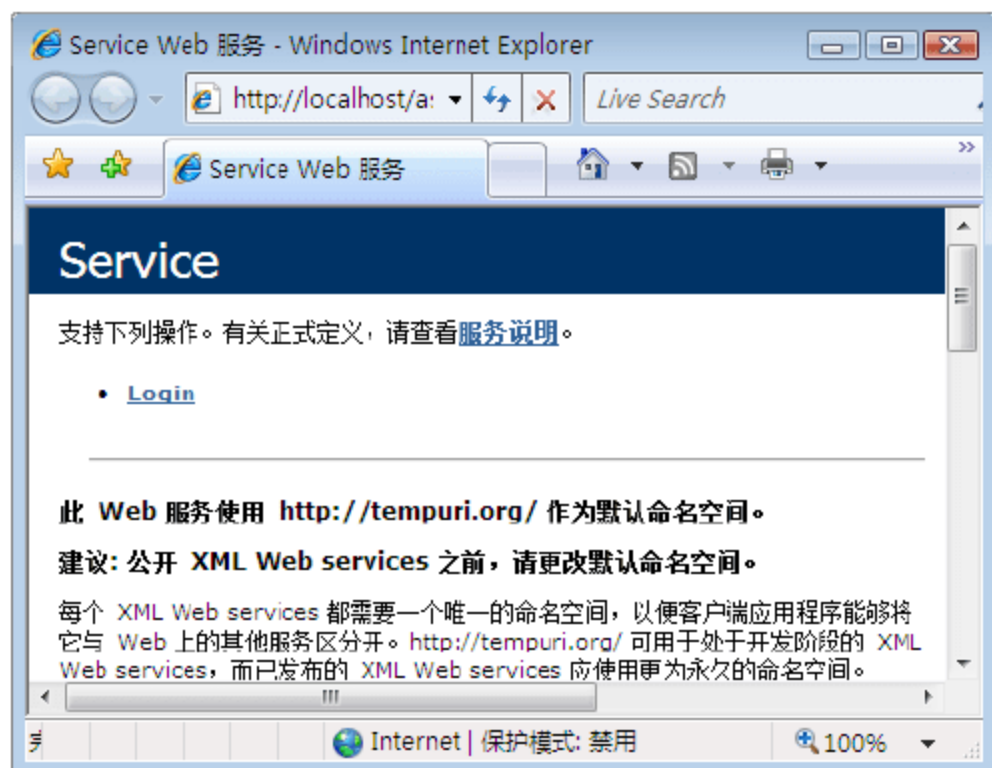 Service Web 服务 - Windows Internet Explorer
http://localhost/a
Live Search
Service Web 服务
Service
支持下列操作。有关正式定义，请查看服务说明。
Login
此 Web 服务使用 http://tempuri.org/ 作为默认命名空间。
建议: 公开 XML Web services 之前，请更改默认命名空间。
每个 XML Web services 都需要一个唯一的命名空间，以便客户端应用程序能够将
它与 Web 上的其他服务区分开。http://tempuri.org/ 可用于处于开发阶段的 XML
Web services，而已发布的 XML Web services 应使用更为永久的命名空间。
Internet | 保护模式: 禁用
100%